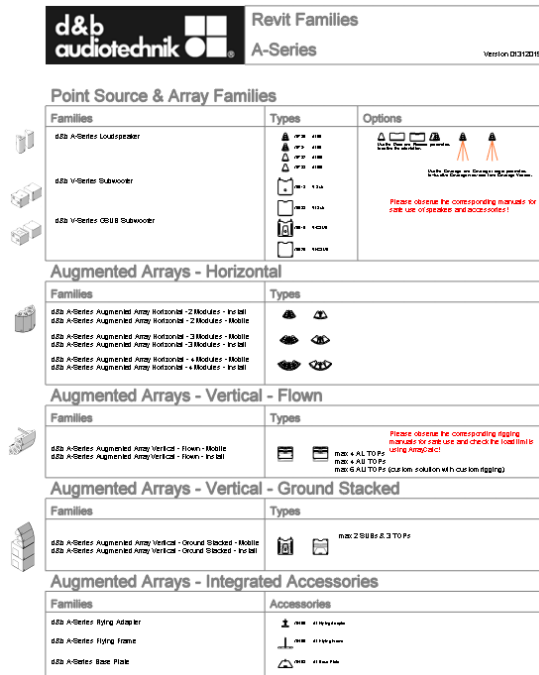 d&b
audiotechnik
Revit Families
A-Series
Version 01312019
Point Source & Array Families
Families
Types
Options
d&b A-Series Loudspeaker
d&b V-Series Subwoofer
d&b V-Series GSUB Subwoofer
Please observe the corresponding manuals for
safe use of speakers and accessories!
Augmented Arrays - Horizontal
Families
Types
d&b A-Series Augmented Array Horizontal - 2 Modules - Install
d&b A-Series Augmented Array Horizontal - 2 Modules - Mobile
d&b A-Series Augmented Array Horizontal - 3 Modules - Mobile
d&b A-Series Augmented Array Horizontal - 3 Modules - Install
d&b A-Series Augmented Array Horizontal - 4 Modules - Mobile
d&b A-Series Augmented Array Horizontal - 4 Modules - Install
Augmented Arrays - Vertical - Flown
Families
Types
d&b A-Series Augmented Array Vertical - Flown - Mobile
d&b A-Series Augmented Array Vertical - Flown - Install
Please observe the corresponding rigging
manuals for safe use and check the load limits
using ArrayCalc!
max 4 AL TOPs
max 4 ALi TOPs
max 6 ALi TOPs (custom solution with custom rigging)
Augmented Arrays - Vertical - Ground Stacked
Families
Types
d&b A-Series Augmented Array Vertical - Ground Stacked - Mobile
d&b A-Series Augmented Array Vertical - Ground Stacked - Install
max 2 SUBs & 3 TOPs
Augmented Arrays - Integrated Accessories
Families
Accessories
d&b A-Series Flying Adapter
d&b A-Series Flying Frame
d&b A-Series Base Plate